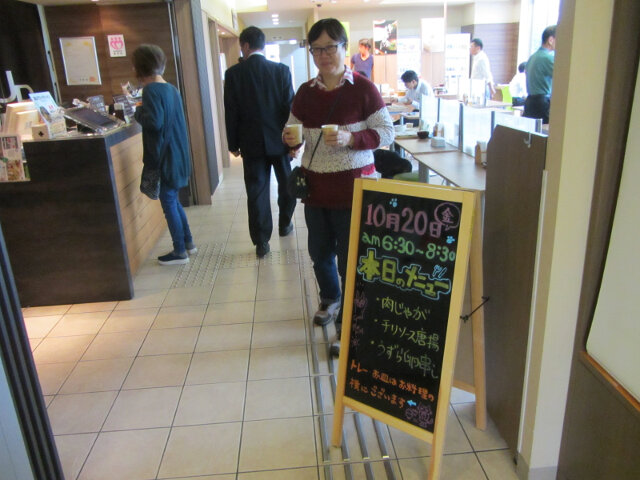 10月20日 金
am 6:30~8:30
本日のメニュー
・肉じゃが
・チリソース唐揚
・うずら卵串し
トレー お皿はお料理の
横にございます←